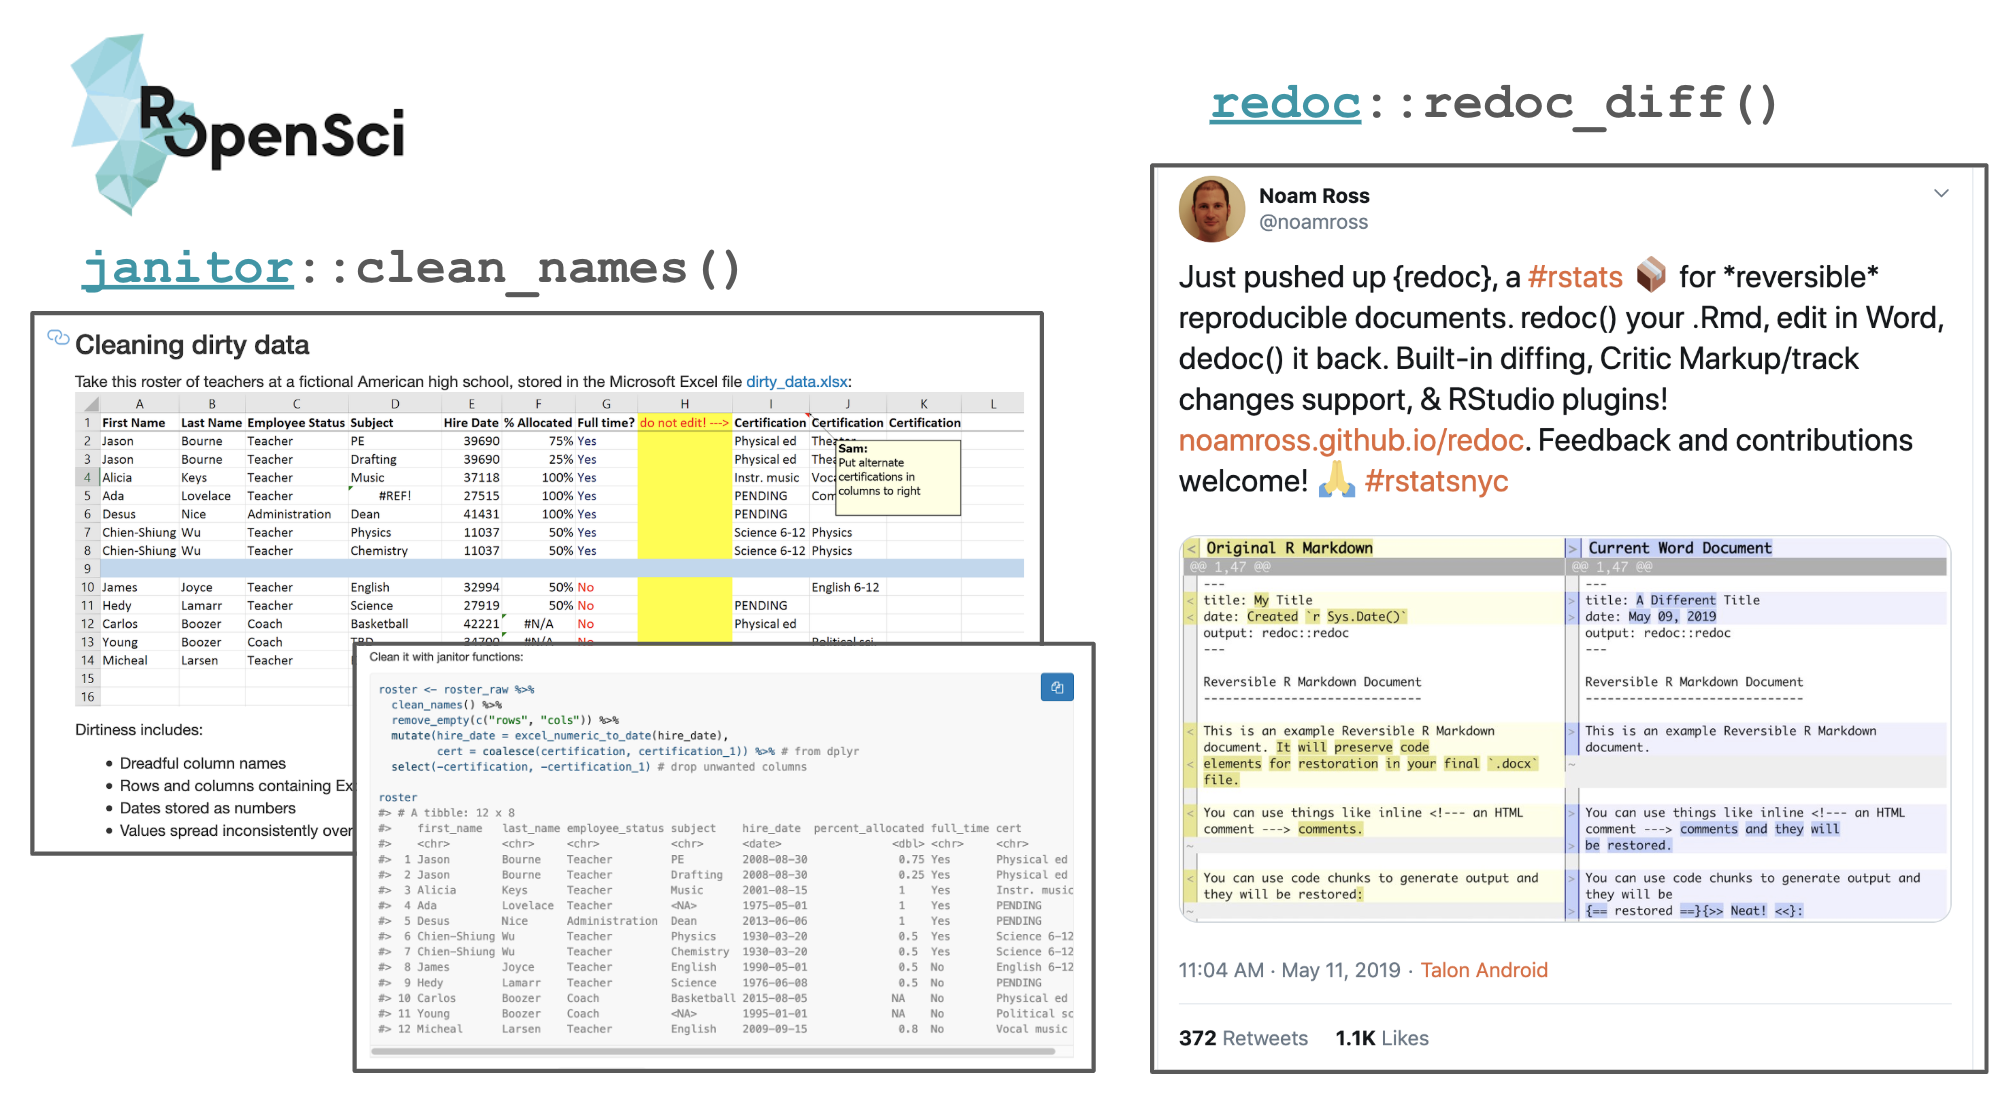 ROpenSci
janitor::clean_names()
Cleaning dirty data
Take this roster of teachers at a fictional American high school, stored in the Microsoft Excel file dirty_data.xlsx:
A B C D E F G H I J K L
1 First Name Last Name Employee Status Subject Hire Date % Allocated Full time? do not edit! ---> Certification Certification Certification
2 Jason Bourne Teacher PE 39690 75% Yes Physical ed
3 Jason Bourne Teacher Drafting 39690 25% Yes Physical ed
4 Alicia Keys Teacher Music 37118 100% Yes Instr. music
5 Ada Lovelace Teacher #REF! 27515 100% Yes PENDING
6 Desus Nice Administration Dean 41431 100% Yes PENDING
7 Chien-Shiung Wu Teacher Physics 11037 50% Yes Science 6-12 Physics
8 Chien-Shiung Wu Teacher Chemistry 11037 50% Yes Science 6-12 Physics
9
10 James Joyce Teacher English 32994 50% No English 6-12
11 Hedy Lamarr Teacher Science 27919 50% No PENDING
12 Carlos Boozer Coach Basketball 42221 #N/A No Physical ed
13 Young Boozer Coach
14 Micheal Larsen Teacher
15
16
Sam:
Put alternate
certifications in
columns to right
Dirtiness includes:
• Dreadful column names
• Rows and columns containing
• Dates stored as numbers
• Values spread inconsistently over
Clean it with janitor functions:
roster <- roster_raw %>%
clean_names() %>%
remove_empty(c("rows", "cols")) %>%
mutate(hire_date = excel_numeric_to_date(hire_date),
cert = coalesce(certification, certification_1)) %>% # from dplyr
select(-certification, -certification_1) # drop unwanted columns
roster
#> # A tibble: 12 x 8
#> first_name last_name employee_status subject hire_date percent_allocated full_time cert
#> <chr> <chr> <chr> <chr> <date> <dbl> <chr> <chr>
#> 1 Jason Bourne Teacher PE 2008-08-30 0.75 Yes Physical ed
#> 2 Jason Bourne Teacher Drafting 2008-08-30 0.25 Yes Physical ed
#> 3 Alicia Keys Teacher Music 2001-08-15 1 Yes Instr. music
#> 4 Ada Lovelace Teacher <NA> 1975-05-01 1 Yes PENDING
#> 5 Desus Nice Administration Dean 2013-06-06 1 Yes PENDING
#> 6 Chien-Shiung Wu Teacher Physics 1930-03-20 0.5 Yes Science 6-12
#> 7 Chien-Shiung Wu Teacher Chemistry 1930-03-20 0.5 Yes Science 6-12
#> 8 James Joyce Teacher English 1990-05-01 0.5 No English 6-12
#> 9 Hedy Lamarr Teacher Science 1976-06-08 0.5 No PENDING
#> 10 Carlos Boozer Coach Basketball 2015-08-05 NA No Physical ed
#> 11 Young Boozer Coach <NA> 1995-01-01 NA No Political sc
#> 12 Micheal Larsen Teacher English 2009-09-15 0.8 No Vocal music
redoc::redoc_diff()
Noam Ross
@noamross
Just pushed up {redoc}, a #rstats 📦 for *reversible*
reproducible documents. redoc() your .Rmd, edit in Word,
dedoc() it back. Built-in diffing, Critic Markup/track
changes support, & RStudio plugins!
noamross.github.io/redoc. Feedback and contributions
welcome! 🙏 #rstatsnyc
< Original R Markdown
@@ 1,47 @@
---
< title: My Title
< date: Created `r Sys.Date()`
output: redoc::redoc
---
Reversible R Markdown Document
------------------------------
< This is an example Reversible R Markdown
document. It will preserve code
< elements for restoration in your final `.docx`
file.
< You can use things like inline <!--- an HTML
comment ---> comments.
~
< You can use code chunks to generate output and
they will be restored:
~
> Current Word Document
@@ 1,47 @@
---
> title: A Different Title
> date: May 09, 2019
output: redoc::redoc
---
Reversible R Markdown Document
------------------------------
> This is an example Reversible R Markdown
document.
~
> You can use things like inline <!--- an HTML
comment ---> comments and they will
> be restored.
> You can use code chunks to generate output and
they will be
> {== restored ==}{>> Neat! <<}:
11:04 AM · May 11, 2019 · Talon Android
372 Retweets 1.1K Likes